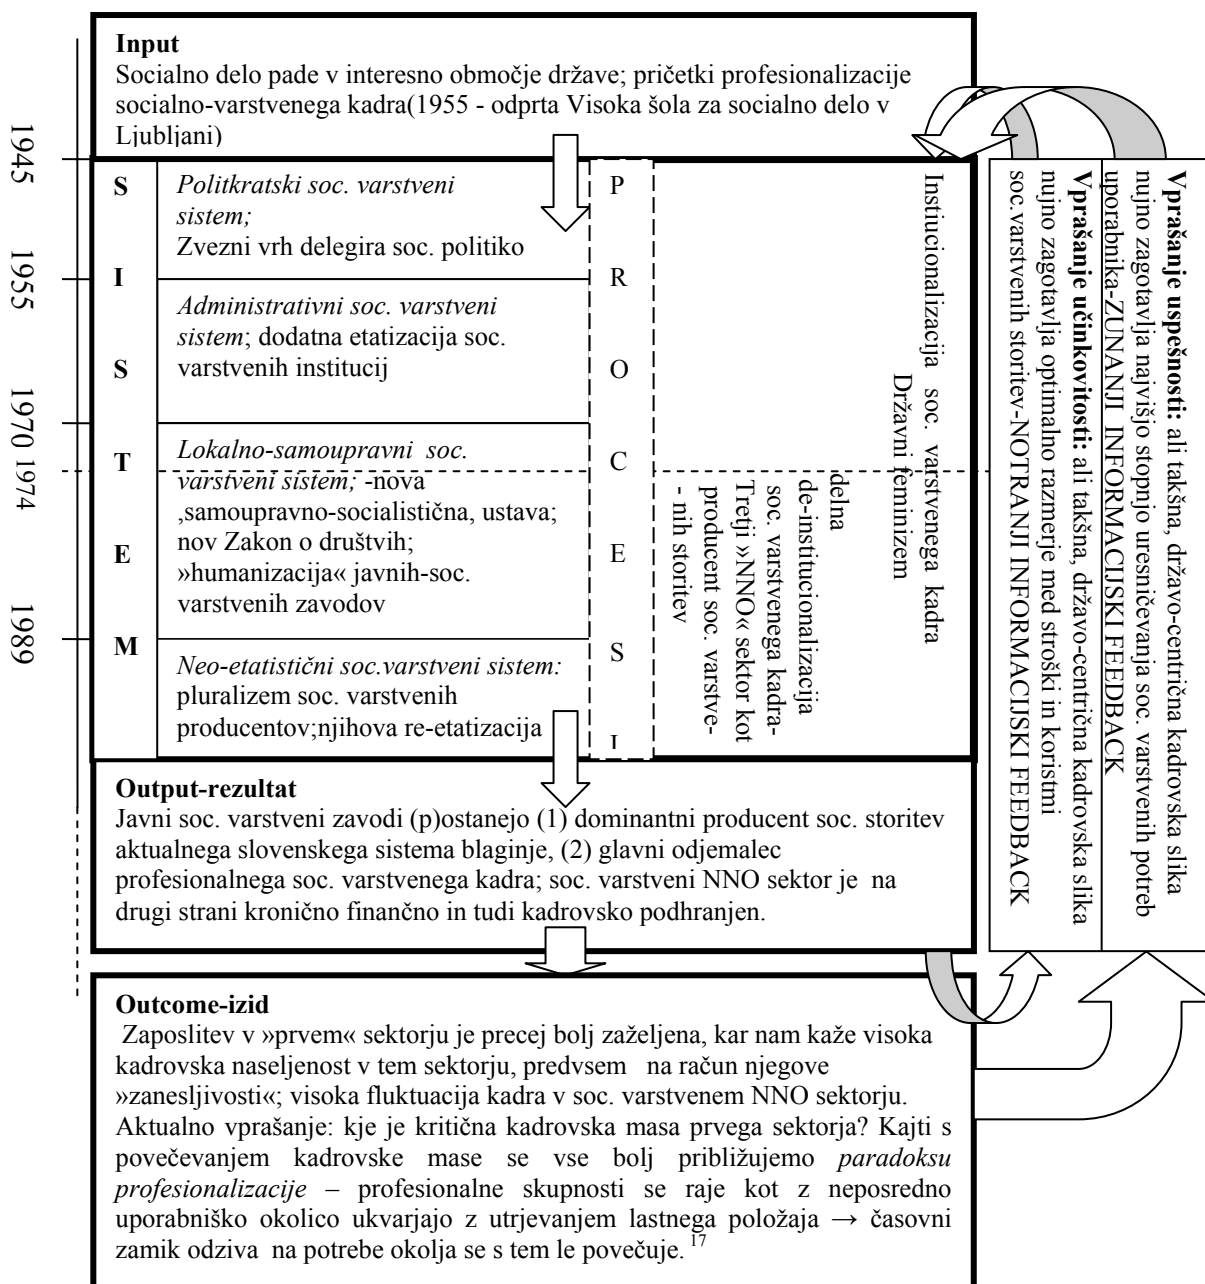 Input
Socialno delo pade v interesno območje države; pričetki profesionalizacije
socialno-varstvenega kadra(1955 - odprta Visoka šola za socialno delo v
Ljubljani)
1945
1955
1970
1974
1989
S
I
S
T
E
M
Politkratski soc. varstveni
sistem;
Zvezni vrh delegira soc. politiko
Administrativni soc. varstveni
sistem; dodatna etatizacija soc.
varstvenih institucij
Lokalno-samoupravni soc.
varstveni sistem; -nova
,samoupravno-socialistična, ustava;
nov Zakon o društvih;
»humanizacija« javnih-soc.
varstvenih zavodov
Neo-etatistični soc.varstveni sistem:
pluralizem soc. varstvenih
producentov;njihova re-etatizacija
P
R
O
C
E
S
I
Instiucionalizacija soc. varstvenega kadra
Državni feminizem
delna
de-institucionalizacija
soc. varstvenega kadra-
Tretji »NNO« sektor kot
producent soc. varstve-
- nih storitev
Vprašanje uspešnosti: ali takšna, državo-centrična kadrovska slika
nujno zagotavlja najvišjo stopnjo uresničevanja soc. varstvenih potreb
uporabnika-ZUNANJI INFORMACIJSKI FEEDBACK
Vprašanje učinkovitosti: ali takšna, državo-centrična kadrovska slika
nujno zagotavlja optimalno razmerje med stroški in koristmi
soc.varstvenih storitev-NOTRANJI INFORMACIJSKI FEEDBACK
Output-rezultat
Javni soc. varstveni zavodi (p)ostanejo (1) dominantni producent soc. storitev
aktualnega slovenskega sistema blaginje, (2) glavni odjemalec
profesionalnega soc. varstvenega kadra; soc. varstveni NNO sektor je na
drugi strani kronično finančno in tudi kadrovsko podhranjen.
Outcome-izid
Zaposlitev v »prvem« sektorju je precej bolj zaželjena, kar nam kaže visoka
kadrovska naseljenost v tem sektorju, predvsem na račun njegove
»zanesljivosti«; visoka fluktuacija kadra v soc. varstvenem NNO sektorju.
Aktualno vprašanje: kje je kritična kadrovska masa prvega sektorja? Kajti s
povečevanjem kadrovske mase se vse bolj približujemo paradoksu
profesionalizacije – profesionalne skupnosti se raje kot z neposredno
uporabniško okolico ukvarjajo z utrjevanjem lastnega položaja → časovni
zamik odziva na potrebe okolja se s tem le povečuje. 17